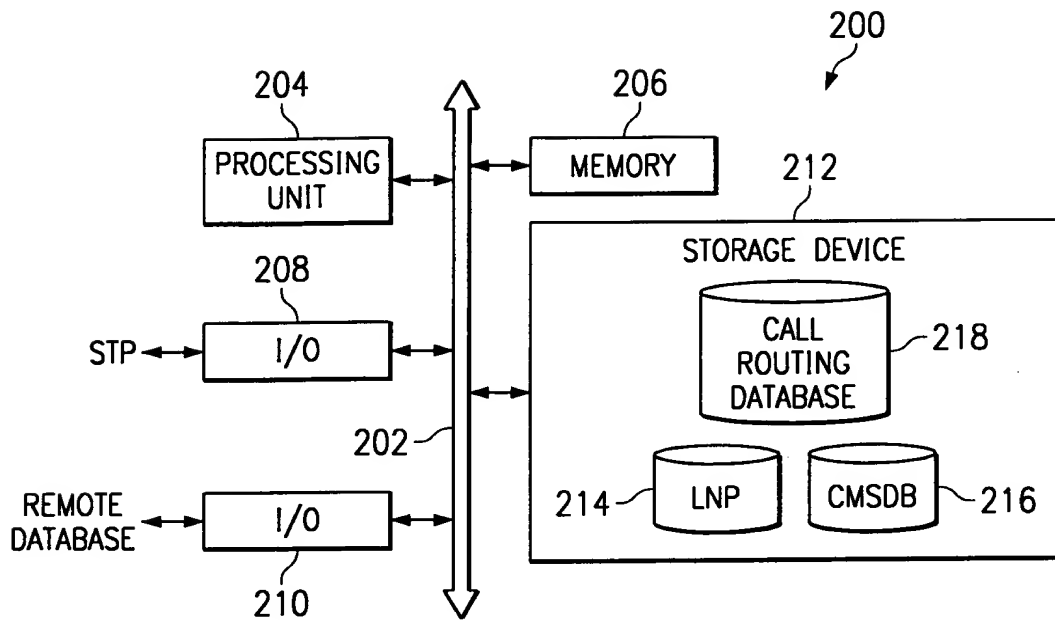 200
204
206
PROCESSING
UNIT
MEMORY
212
STORAGE DEVICE
208
I/O
STP
CALL
ROUTING
DATABASE
218
202
REMOTE
DATABASE
I/O
210
214
LNP
CMSDB
216